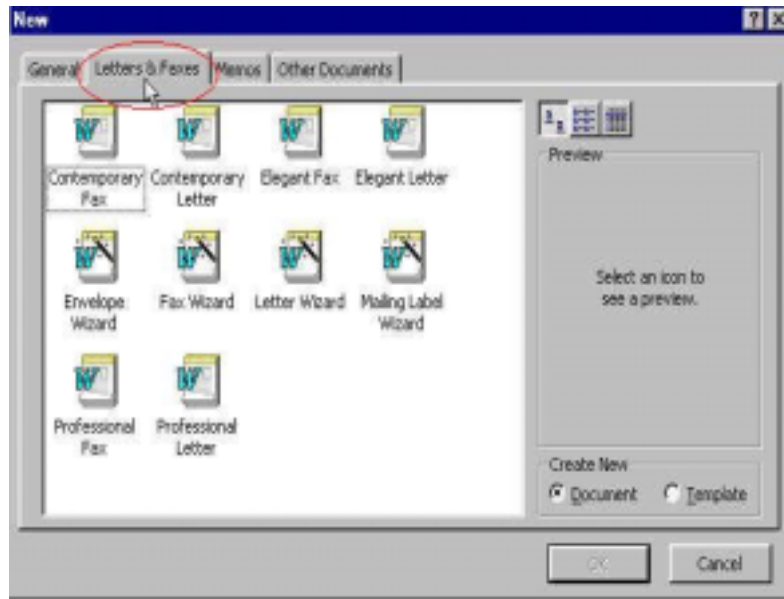 New
General Letters & Faxes Memos Other Documents
Contemporary Fax
Contemporary Letter
Elegant Fax
Elegant Letter
Envelope Wizard
Fax Wizard
Letter Wizard
Mailing Label Wizard
Professional Fax
Professional Letter
Preview
Select an icon to
see a preview.
Create New
Document Template
OK Cancel